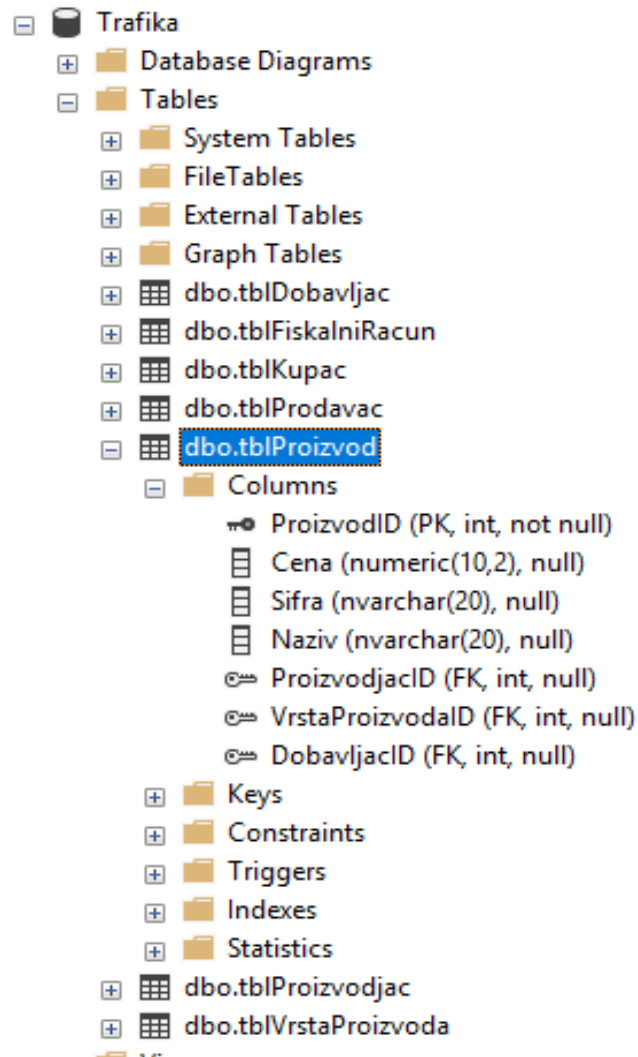 Trafika
Database Diagrams
Tables
System Tables
FileTables
External Tables
Graph Tables
dbo.tblDobavljac
dbo.tblFiskalniRacun
dbo.tblKupac
dbo.tblProdavac
dbo.tblProizvod
Columns
ProizvodID (PK, int, not null)
Cena (numeric(10,2), null)
Sifra (nvarchar(20), null)
Naziv (nvarchar(20), null)
ProizvodjacID (FK, int, null)
VrstaProizvodaID (FK, int, null)
DobavljacID (FK, int, null)
Keys
Constraints
Triggers
Indexes
Statistics
dbo.tblProizvodjac
dbo.tblVrstaProizvoda